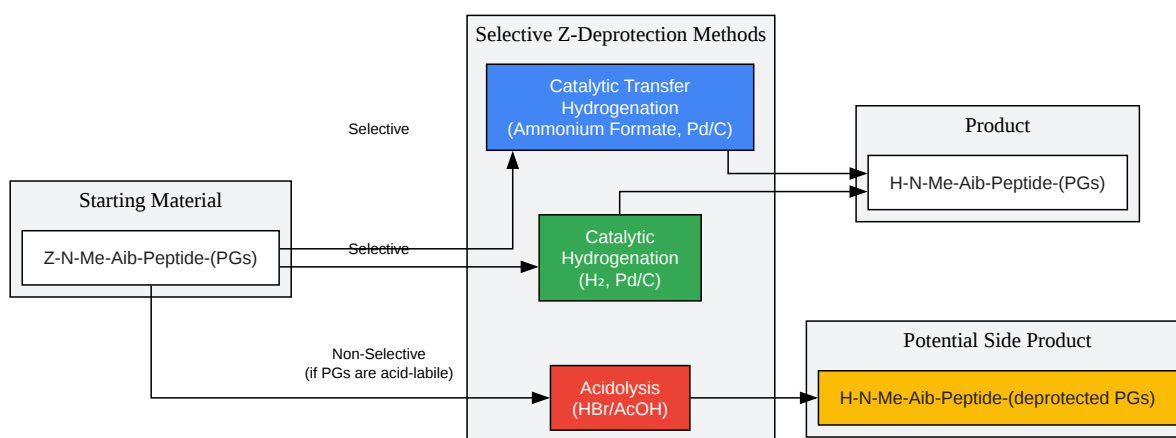 Selective Z-Deprotection Methods
Catalytic Transfer
Hydrogenation
(Ammonium Formate, Pd/C)
Selective
Product
H-N-Me-Aib-Peptide-(PGs)
Starting Material
Z-N-Me-Aib-Peptide-(PGs)
Selective
Catalytic
Hydrogenation
(H₂, Pd/C)
Non-Selective
(if PGs are acid-labile)
Acidolysis
(HBr/AcOH)
Potential Side Product
H-N-Me-Aib-Peptide-(deprotected PGs)